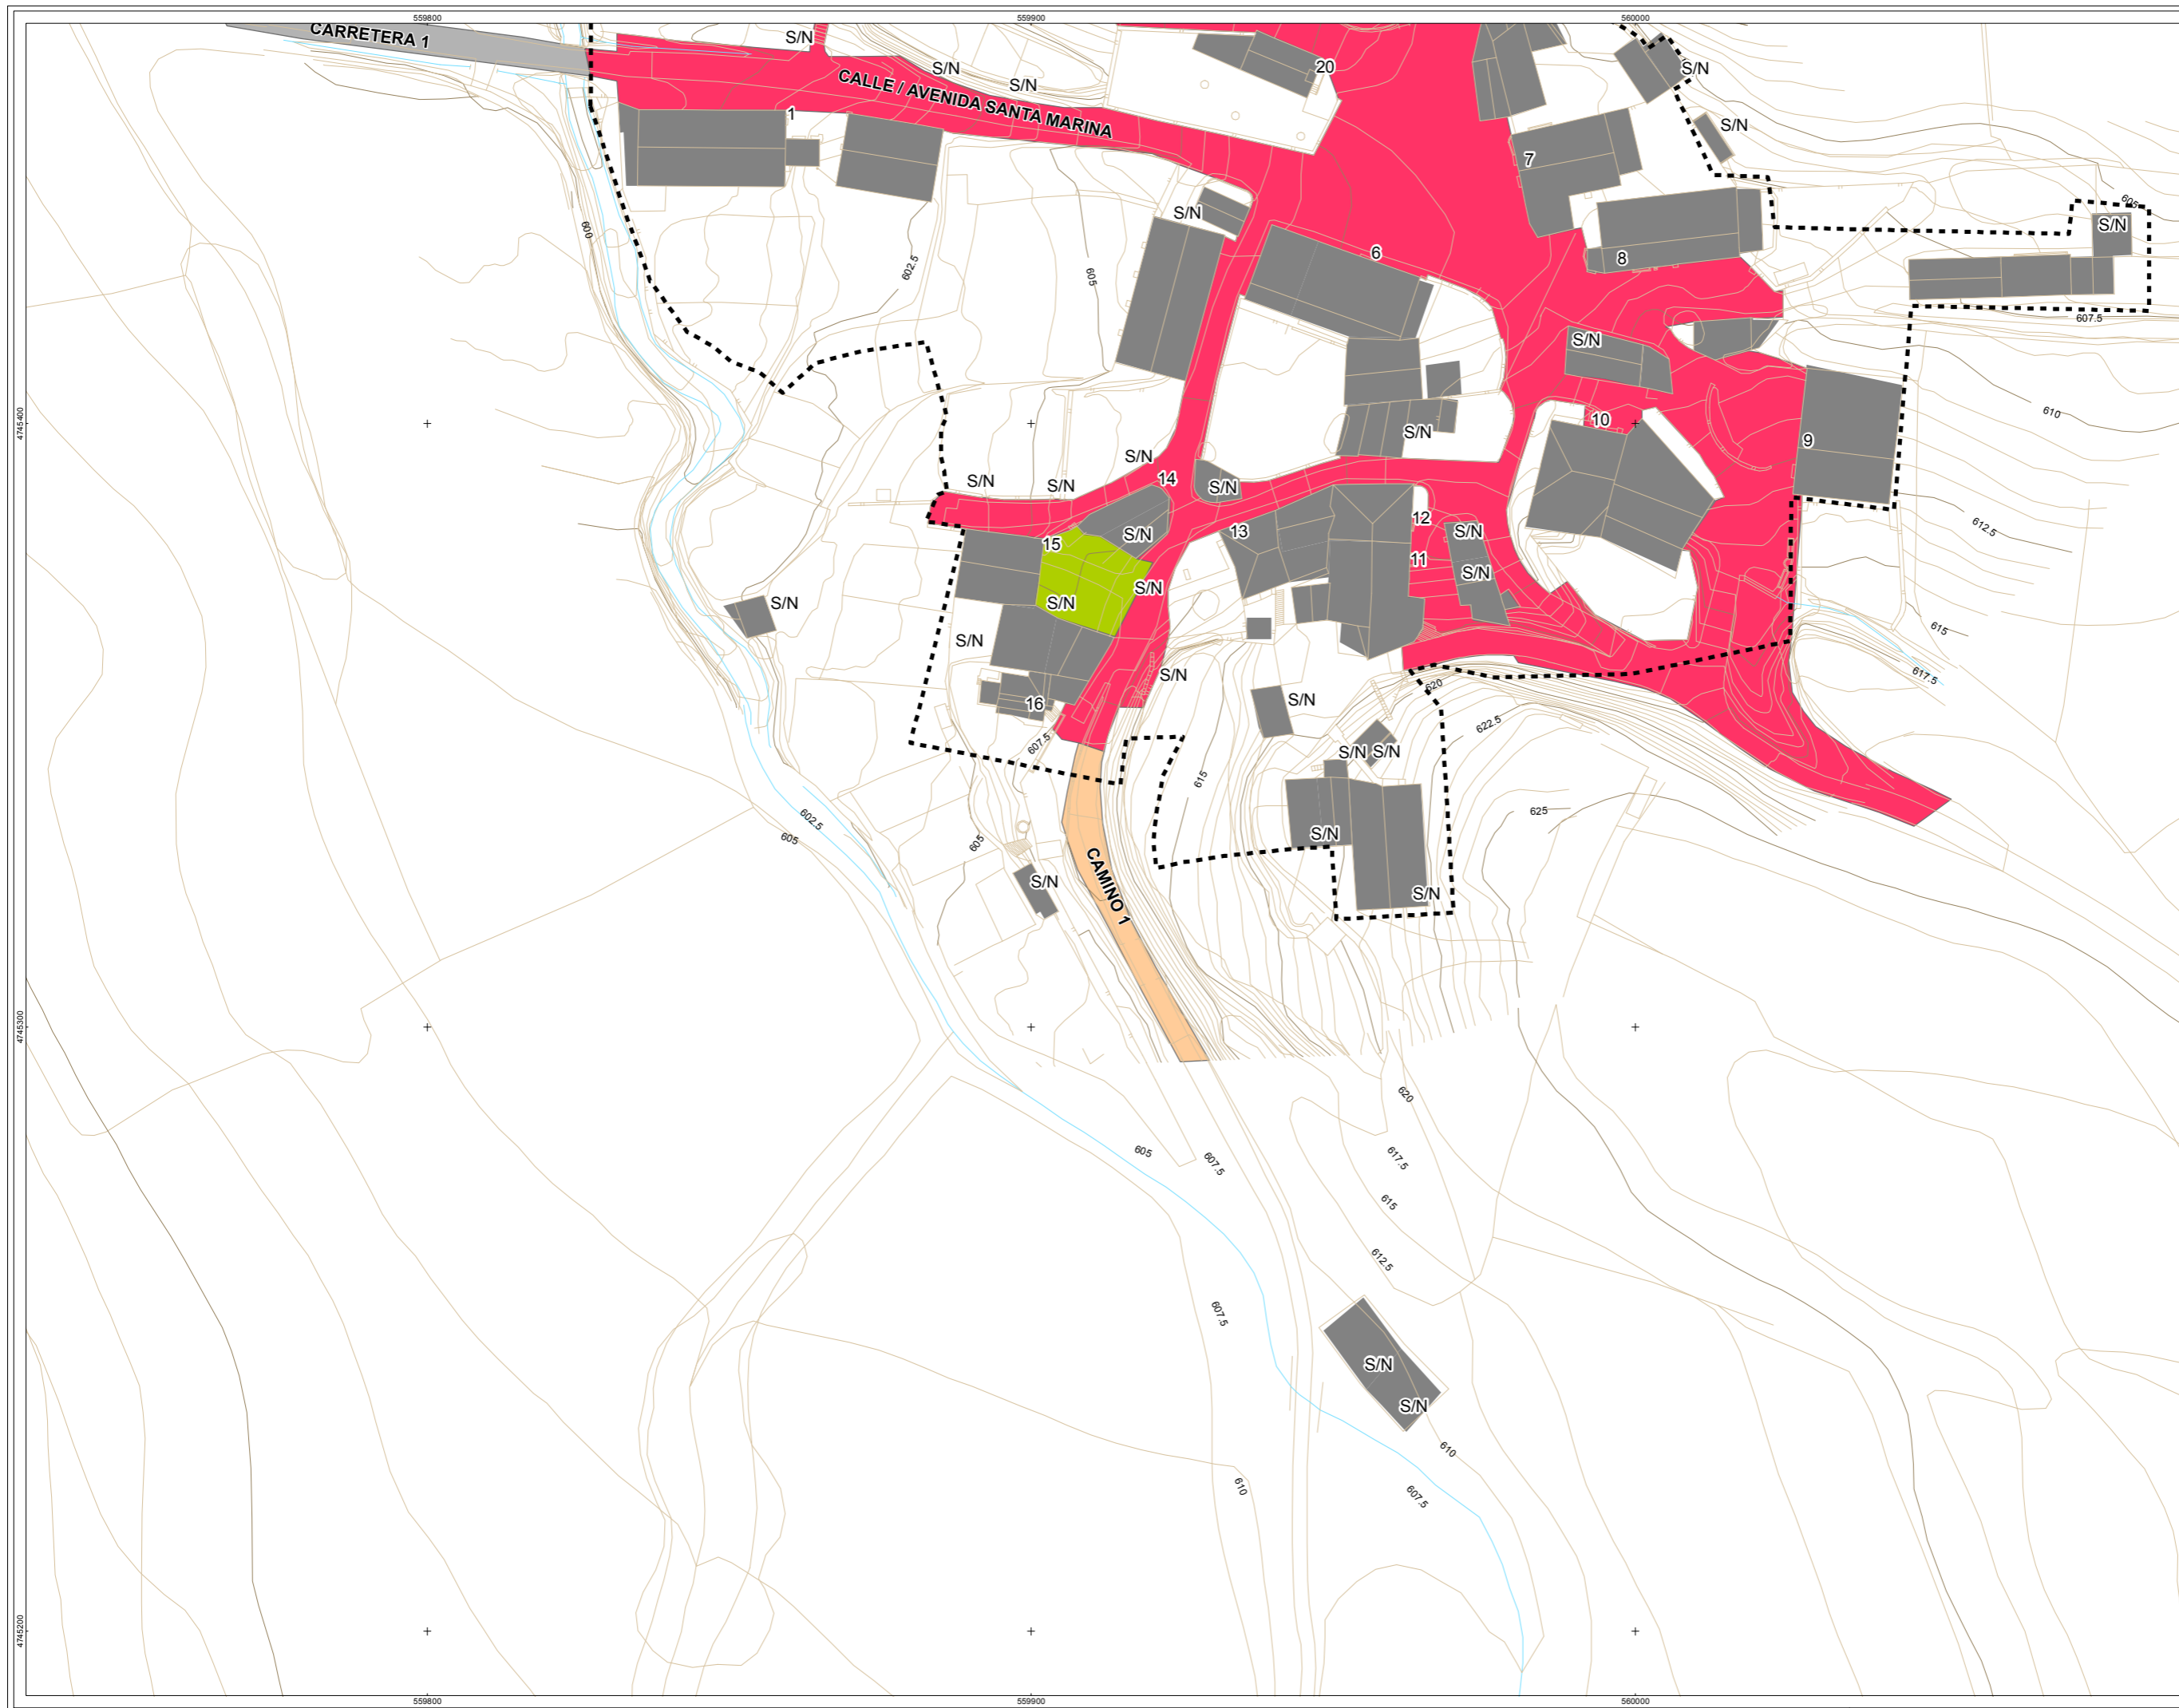 559800
559900
560000
CARRETERA 1
S/N
S/N
S/N
20
S/N
CALLE / AVENIDA SANTA MARINA
1
S/N
7
605
S/N
S/N
600
6
8
602.5
605
607.5
S/N
4745400
610
10
S/N
9
S/N
14
S/N
S/N
S/N
12
612.5
S/N
S/N
13
15
11
S/N
S/N
S/N
S/N
615
S/N
S/N
617.5
620
S/N
16
622.5
607.5
S/N
S/N
615
625
602.5
605
S/N
605
S/N
CAMINO 1
S/N
4745300
620
605
607.5
617.5
615
612.5
607.5
S/N
S/N
610
610
607.5
4745200
559800
559900
560000